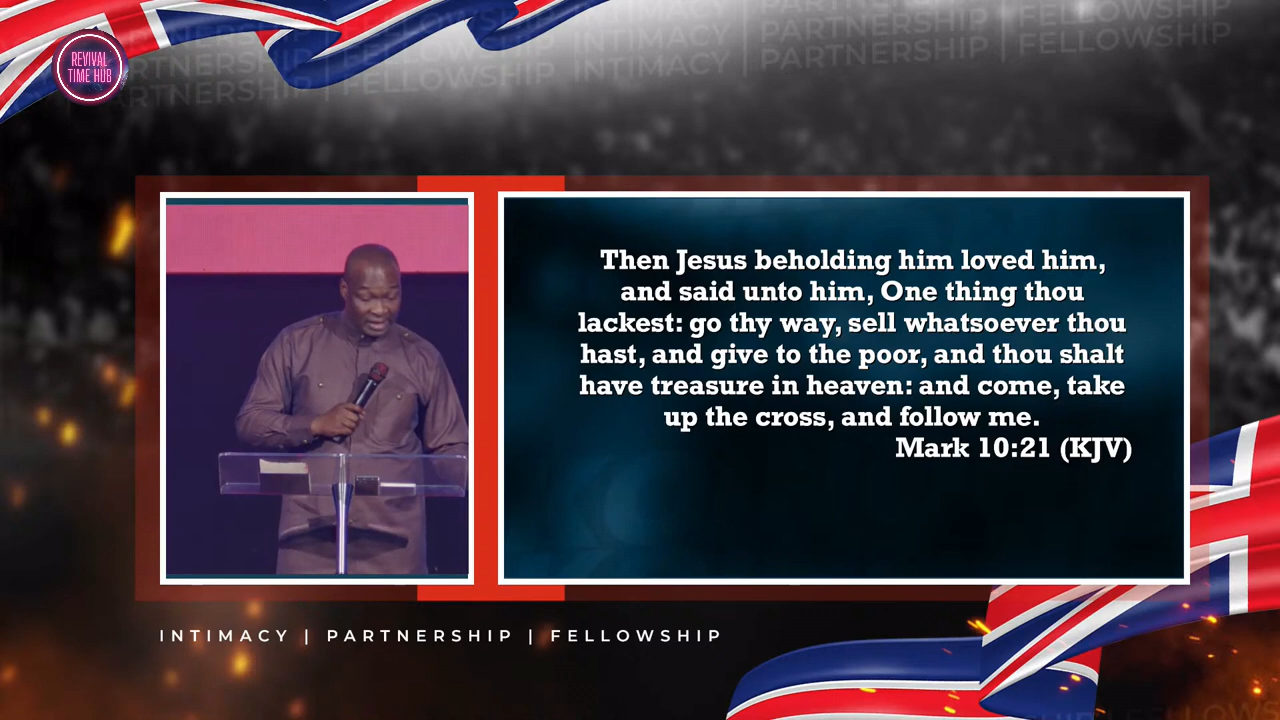 REVIVAL
TIME HUB
INTIMACY
PARTNERSHIP | FELLOWSHIP
PARTNERSHIP | FELLOWSHIP INTIMACY | PARTNERSHIP | FELLOWSHIP
PARTNERSHIP
Then Jesus beholding him loved him,
and said unto him, One thing thou
lackest: go thy way, sell whatsoever thou
hast, and give to the poor, and thou shalt
have treasure in heaven: and come, take
up the cross, and follow me.
Mark 10:21 (KJV)
INTIMACY | PARTNERSHIP | FELLOWSHIP